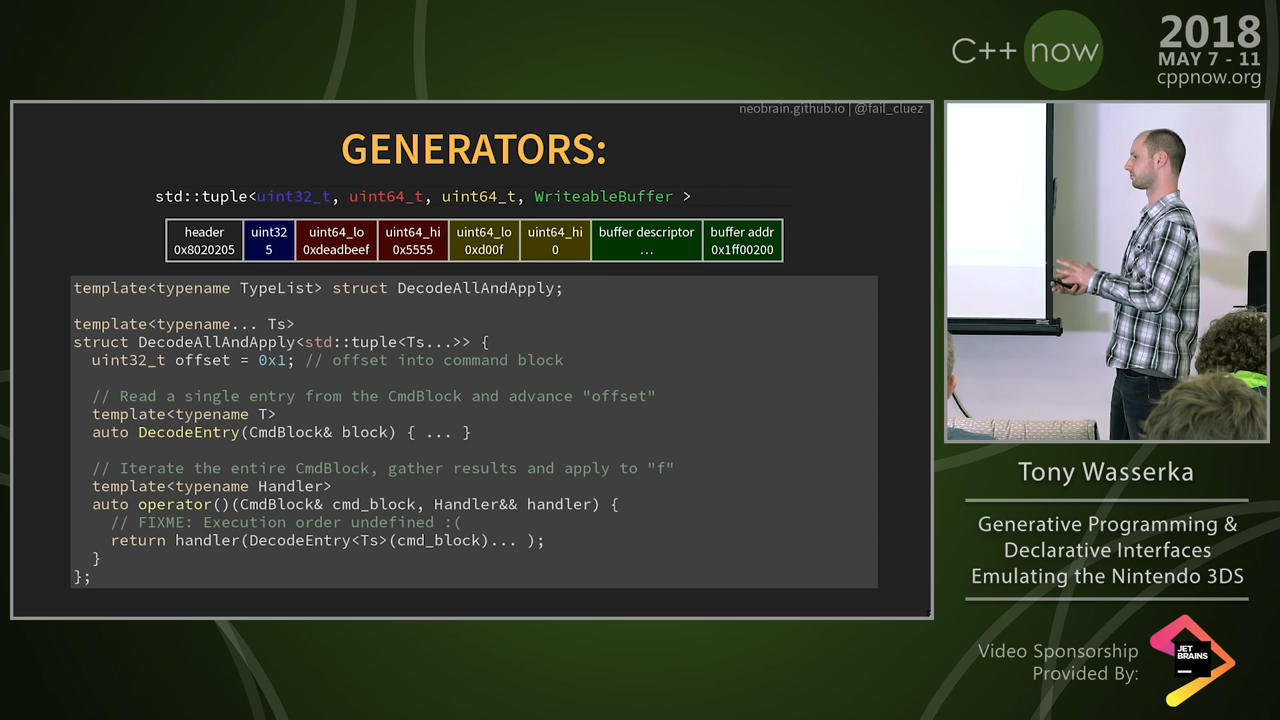 C++ now
2018
MAY 7 - 11
cppnow.org
neobrain.github.io | @fail_cluez
GENERATORS:
std::tuple<uint32_t, uint64_t, uint64_t, WriteableBuffer >
header uint32 uint64_lo uint64_hi uint64_lo uint64_hi buffer descriptor buffer addr
0x8020205 5 0xdeadbeef 0x5555 0xd00f 0 ... 0x1ff00200
template<typename TypeList> struct DecodeAllAndApply;
template<typename... Ts>
struct DecodeAllAndApply<std::tuple<Ts...>> {
uint32_t offset = 0x1; // offset into command block
// Read a single entry from the CmdBlock and advance "offset"
template<typename T>
auto DecodeEntry(CmdBlock& block) { ... }
// Iterate the entire CmdBlock, gather results and apply to "f"
template<typename Handler>
auto operator()(CmdBlock& cmd_block, Handler&& handler) {
// FIXME: Execution order undefined :(
return handler(DecodeEntry<Ts>(cmd_block)... );
}
};
Tony Wasserka
Generative Programming &
Declarative Interfaces
Emulating the Nintendo 3DS
Video Sponsorship
Provided By:
JET
BRAINS